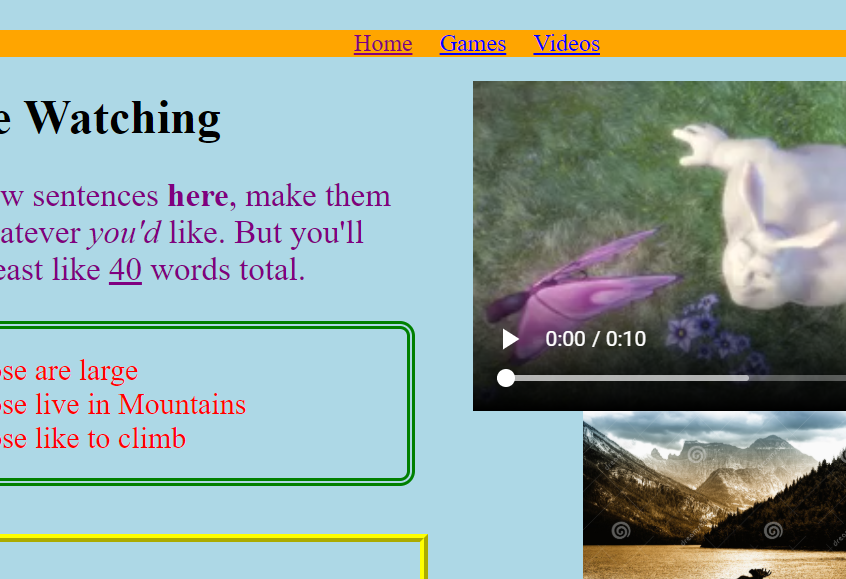 Home Games Videos
e Watching
w sentences here, make them
atever you'd like. But you'll
east like 40 words total.
ose are large
ose live in Mountains
ose like to climb
0:00 / 0:10